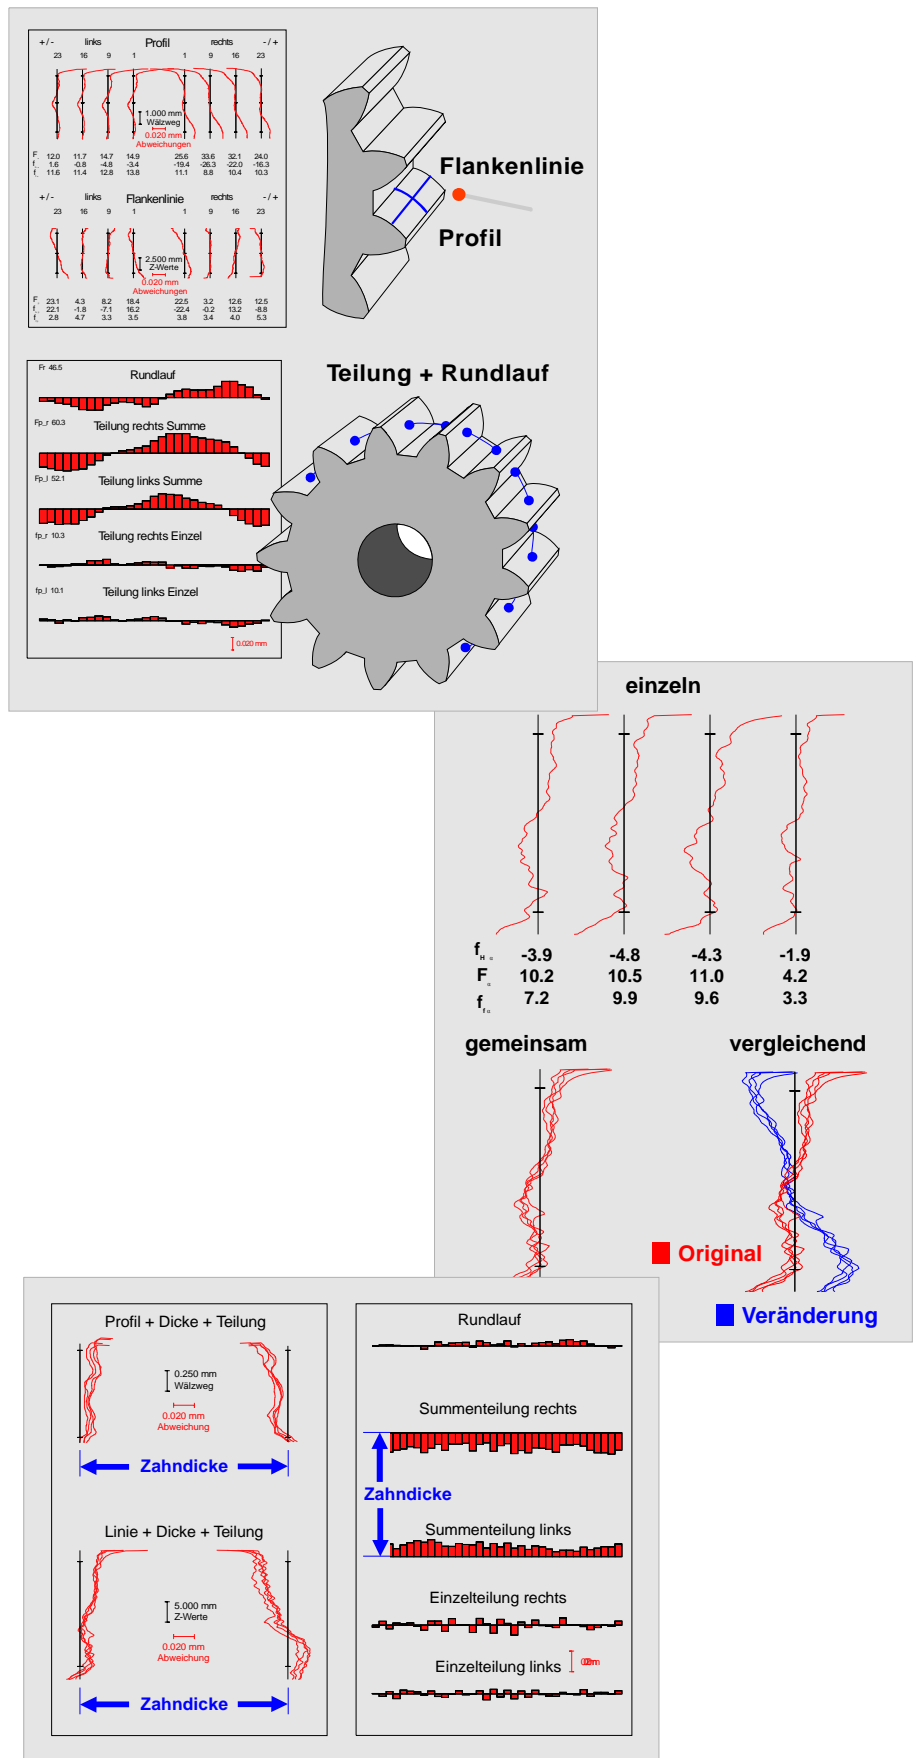 + / - links Profil rechts - / +
23 16 9 1 1 9 16 23
1.000 mm
Wälzweg
0.020 mm
Abweichungen
F 12.0 11.7 14.7 14.9 25.6 33.6 32.1 24.0
f 1.6 -0.8 -4.8 -3.4 -19.4 -26.3 -22.0 -16.3
f 11.6 11.4 12.8 13.8 11.1 8.8 10.4 10.3
+ / - links Flankenlinie rechts - / +
23 16 9 1 1 9 16 23
2.500 mm
Z-Werte
0.020 mm
Abweichungen
F 23.1 4.3 8.2 18.4 22.5 3.2 12.6 12.5
f 22.1 -1.8 -7.1 16.2 -22.4 -0.2 13.2 -8.8
f 2.8 4.7 3.3 3.5 3.8 3.4 4.0 5.3
Flankenlinie
Profil
Teilung + Rundlauf
Fr 46.5
Rundlauf
Fp_r 60.3
Teilung rechts Summe
Fp_l 52.1
Teilung links Summe
fp_r 10.3
Teilung rechts Einzel
fp_l 10.1
Teilung links Einzel
0.020 mm
einzeln
f H α -3.9 -4.8 -4.3 -1.9
F α 10.2 10.5 11.0 4.2
f f α 7.2 9.9 9.6 3.3
gemeinsam
vergleichend
Original
Veränderung
Profil + Dicke + Teilung
0.250 mm
Wälzweg
0.020 mm
Abweichung
Zahndicke
Linie + Dicke + Teilung
5.000 mm
Z-Werte
0.020 mm
Abweichung
Zahndicke
Rundlauf
Summenteilung rechts
Zahndicke
Summenteilung links
Einzelteilung rechts
Einzelteilung links